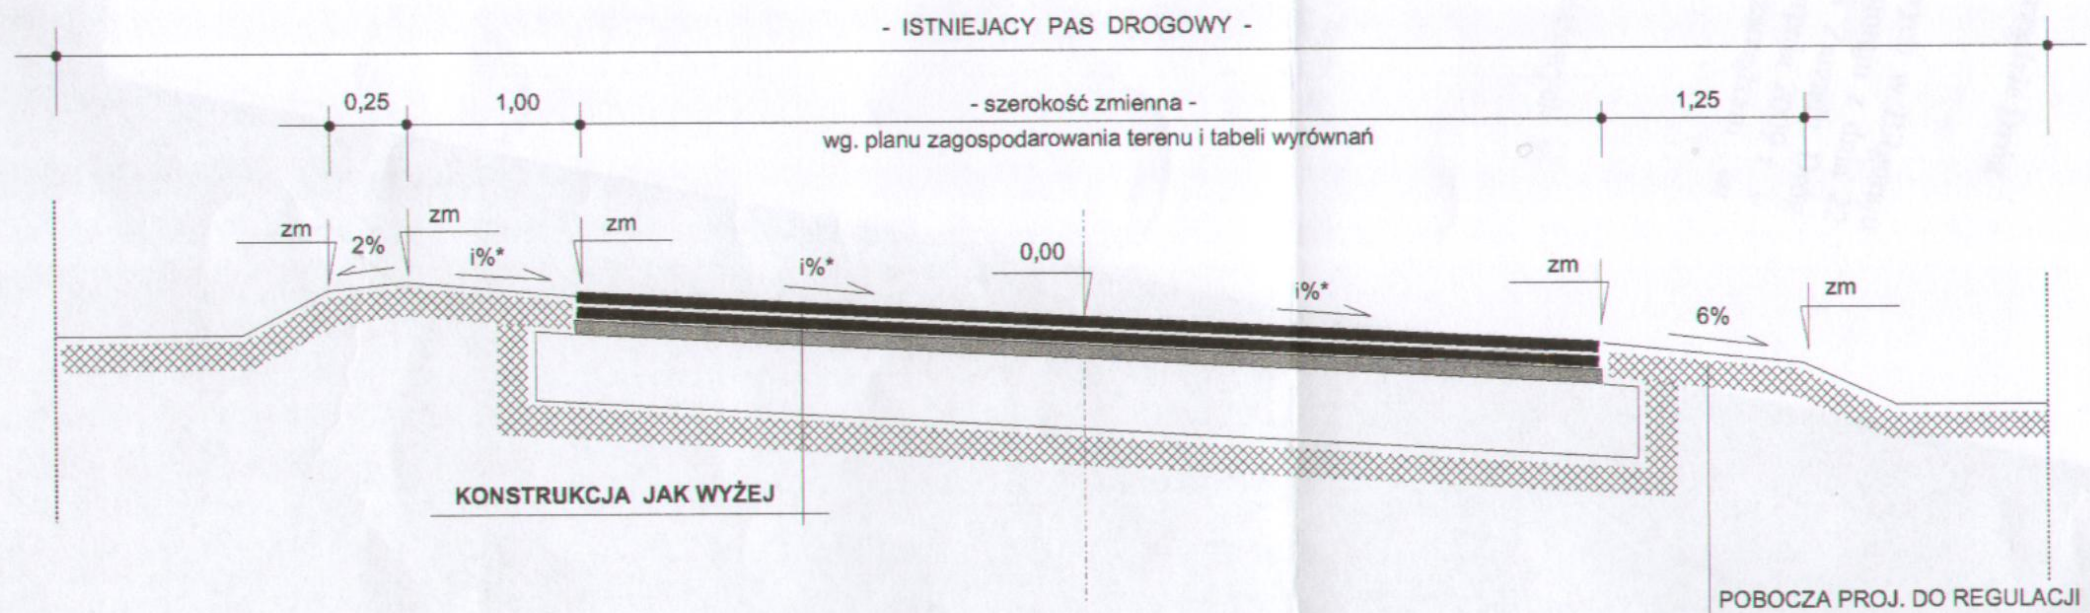 - ISTNIEJACY PAS DROGOWY -
0,25 1,00 - szerokość zmienna - 1,25
wg. planu zagospodarowania terenu i tabeli wyrównań
zm zm zm 0,00 zm zm
2% i%* i%* i%* 6%
KONSTRUKCJA JAK WYŻEJ
POBOCZA PROJ. DO REGULACJI